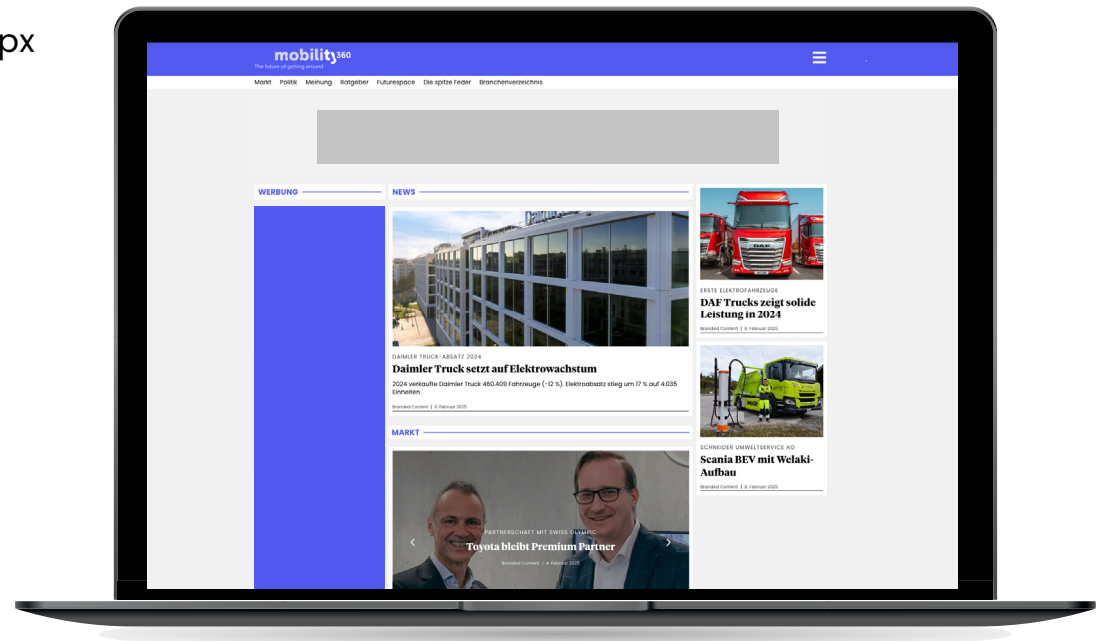 px
mobility360
The future of getting around
Markt Politik Meinung Ratgeber Futurespace Die spitze Feder Branchenverzeichnis
WERBUNG
NEWS
DAIMLER TRUCK-ABSATZ 2024
Daimler Truck setzt auf Elektrowachstum
2024 verkaufte Daimler Truck 460.409 Fahrzeuge (-12 %). Elektroabsatz stieg um 17 % auf 4.035
Einheiten.
Branded Content | 6. Februar 2025
MARKT
PARTNERSCHAFT MIT SWISS OLYMPIC
Toyota bleibt Premium Partner
Branded Content | 4. Februar 2025
DAF
ERSTE ELEKTROFAHRZEUGE
DAF Trucks zeigt solide
Leistung in 2024
Branded Content | 6. Februar 2025
SCHNEIDER UMWELTSERVICE AG
Scania BEV mit Welaki-
Aufbau
Branded Content | 6. Februar 2025